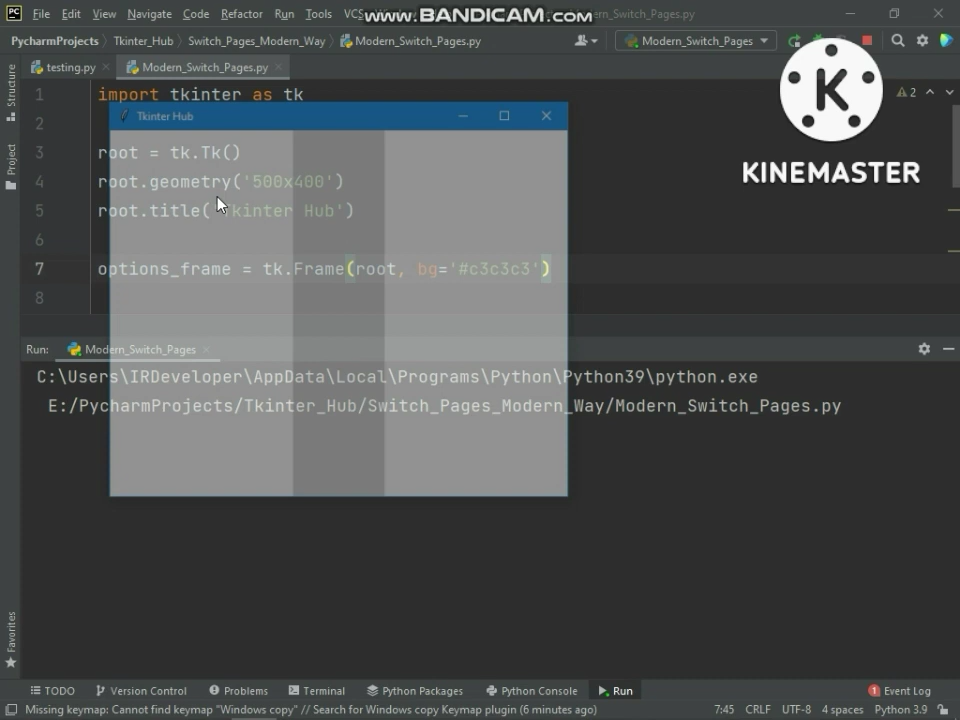 PC File Edit View Navigate Code Refactor Run Tools VCS www.BANDICAM.com rn_Switch_Pages.py
PycharmProjects Tkinter_Hub Switch_Pages_Modern_Way Modern_Switch_Pages.py Modern_Switch_Pages
testing.py Modern_Switch_Pages.py
Structure
Project
Favorites
1 import tkinter as tk
2
Tkinter Hub
3 root = tk.Tk()
4 root.geometry('500x400')
5 root.title('Tkinter Hub')
6
7 options_frame = tk.Frame(root, bg='#c3c3c3')
8
2
K
KINEMASTER
Run: Modern_Switch_Pages
C:\Users\IRDeveloper\AppData\Local\Programs\Python\Python39\python.exe
E:/PycharmProjects/Tkinter_Hub/Switch_Pages_Modern_Way/Modern_Switch_Pages.py
TODO Version Control Problems Terminal Python Packages Python Console Run 1 Event Log
Missing keymap: Cannot find keymap "Windows copy" // Search for Windows copy Keymap plugin (6 minutes ago) 7:45 CRLF UTF-8 4 spaces Python 3.9